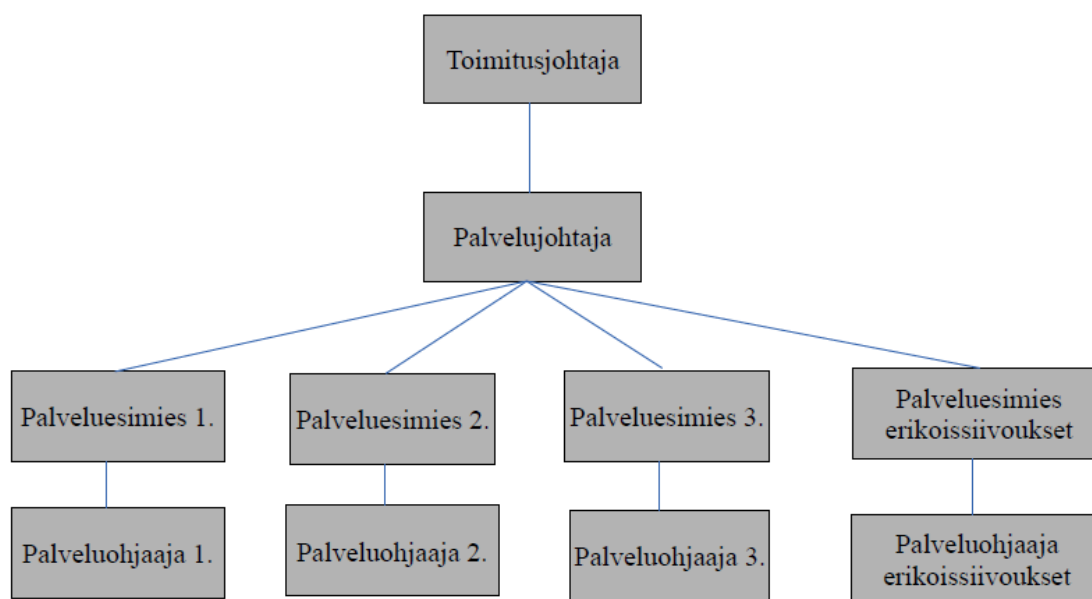 Toimitusjohtaja
Palvelujohtaja
Palveluesimies 1.
Palveluesimies 2.
Palveluesimies 3.
Palveluesimies
erikoissiivoukset
Palveluohjaaja 1.
Palveluohjaaja 2.
Palveluohjaaja 3.
Palveluohjaaja
erikoissiivoukset